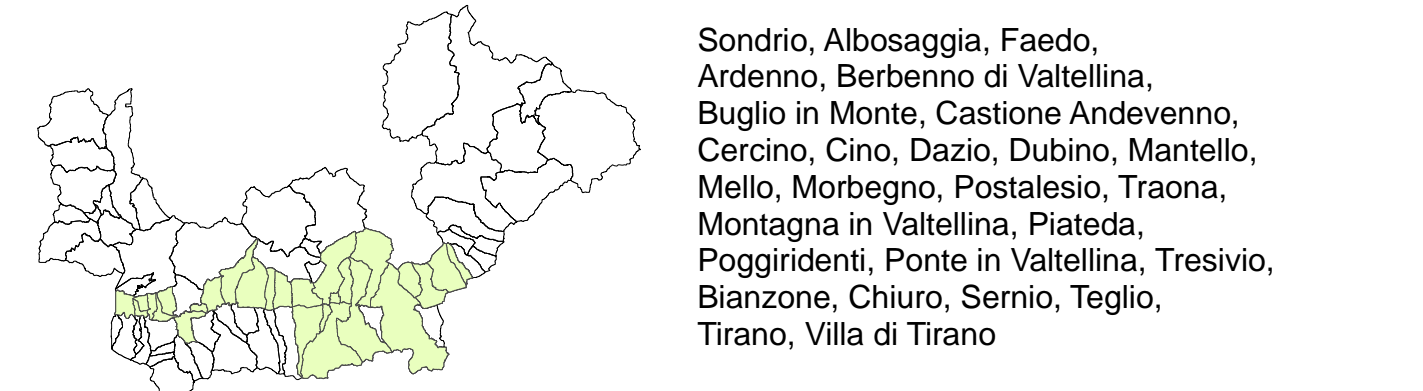 Sondrio, Albosaggia, Faedo,
Ardenno, Berbenno di Valtellina,
Buglio in Monte, Castione Andevenno,
Cercino, Cino, Dazio, Dubino, Mantello,
Mello, Morbegno, Postalesio, Traona,
Montagna in Valtellina, Piateda,
Poggiridenti, Ponte in Valtellina, Tresivio,
Bianzone, Chiuro, Sernio, Teglio,
Tirano, Villa di Tirano